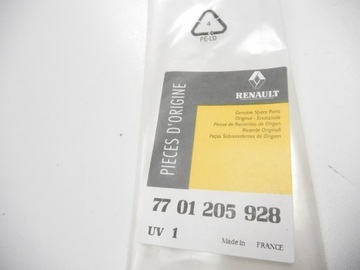 4
PE-LD
PIECES D'ORIGINE
RENAULT
Genuine Spare Parts
Original - Ersatzteile
Piezas de Recambio de Origen
Ricambi Originali
Peças Sobressalentes de Origem
77 01 205 928
UV 1
Made in FRANCE